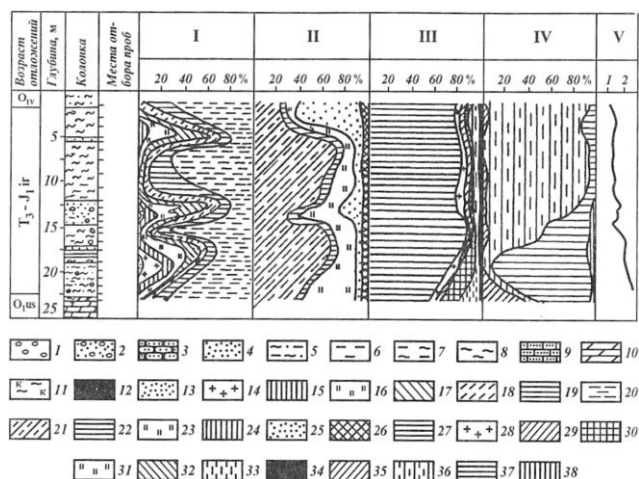 Возраст отложений
Глубина, м
Колонка
Места отбора проб
I II III IV V
20 40 60 80 % 20 40 60 80 % 20 40 60 80 % 20 40 60 80 % 1 2
O IV
5
10
T₃ - J₁ ir
15
20
O₁us
25
1 2 3 4 5 6 7 8 9 10
к к к 11 12 13 14 15 16 17 18 19 20
21 22 23 24 25 26 27 28 29 30
31 32 33 34 35 36 37 38